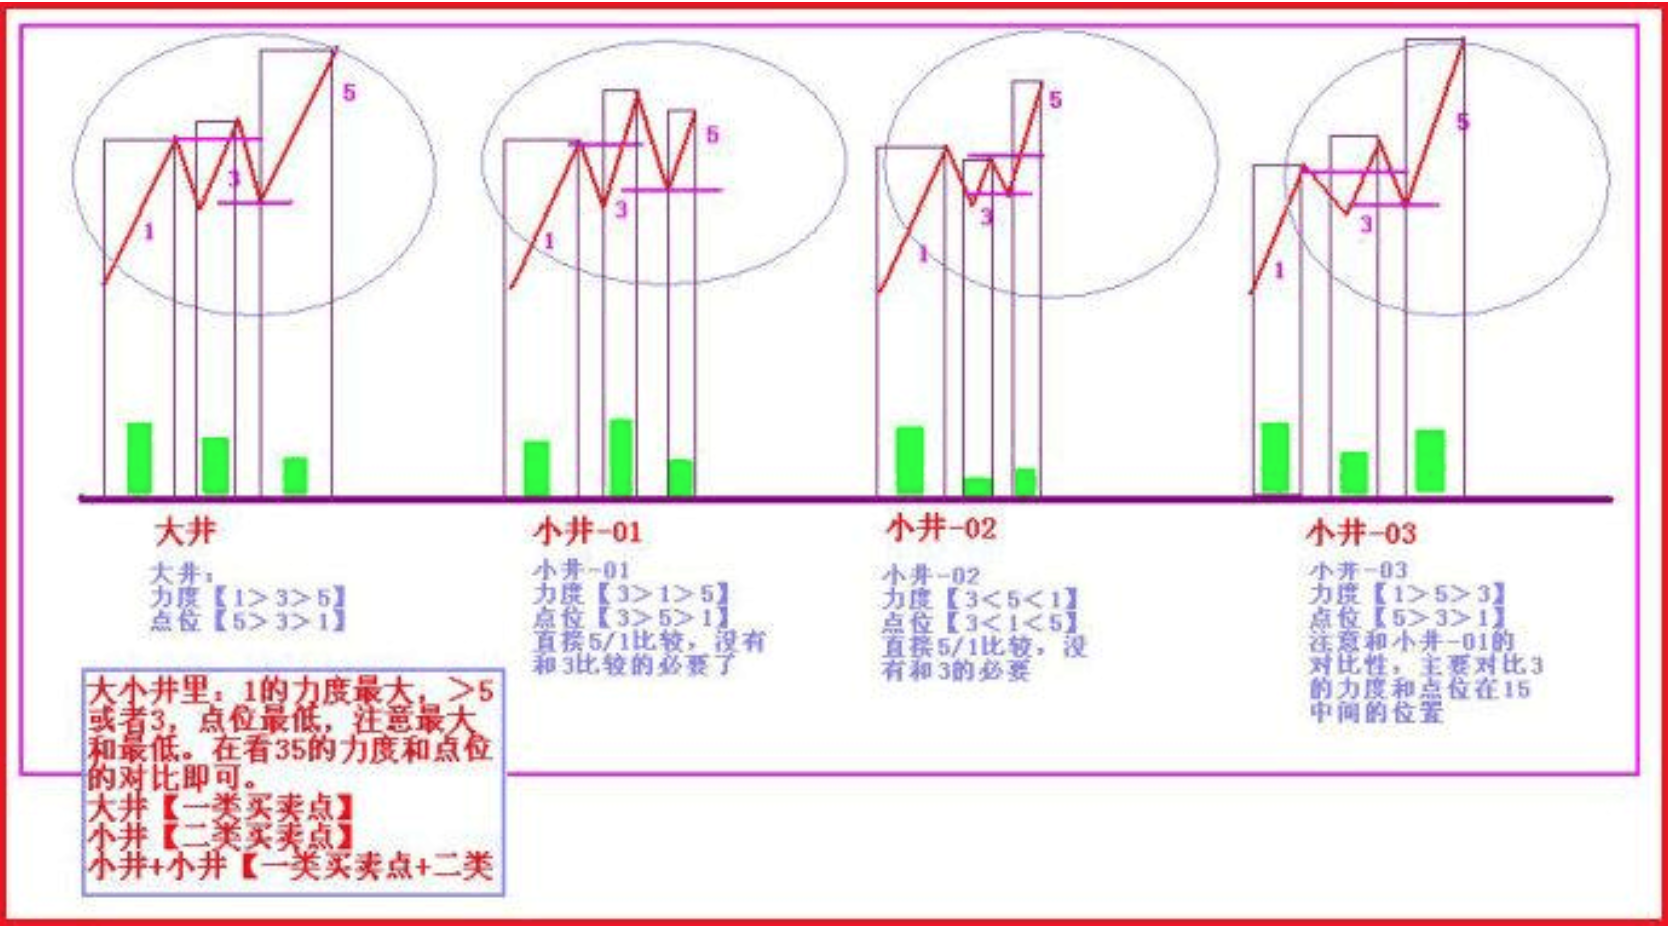 1
3
5
1
3
5
1
3
5
1
3
5
大井
小井-01
小井-02
小井-03
大井：
力度【1>3>5】
点位【5>3>1】
小井-01
力度【3>1>5】
点位【3>5>1】
直接5/1比较，没有
和3比较的必要了
小井-02
力度【3<5<1】
点位【3<1<5】
直接5/1比较，没
有和3的必要
小井-03
力度【1>5>3】
点位【5>3>1】
注意和小井-01的
对比性，主要对比3
的力度和点位在15
中间的位置
大小井里：1的力度最大，>5
或者3，点位最低，注意最大
和最低。在看35的力度和点位
的对比即可。
大井【一类买卖点】
小井【二类买卖点】
小井+小井【一类买卖点+二类